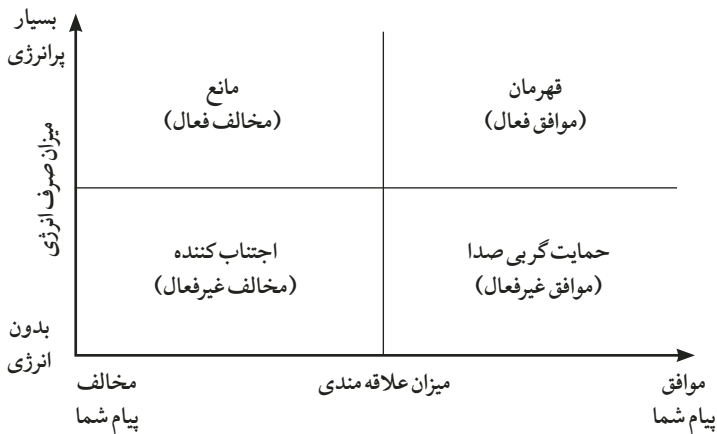 بسیار
پرانرژی
میزان صرف انرژی
بدون
انرژی
قهرمان
(موافق فعال)
مانع
(مخالف فعال)
حمایت‌گر بی صدا
(موافق غیرفعال)
اجتناب کننده
(مخالف غیرفعال)
موافق
پیام شما
میزان علاقه مندی
مخالف
پیام شما